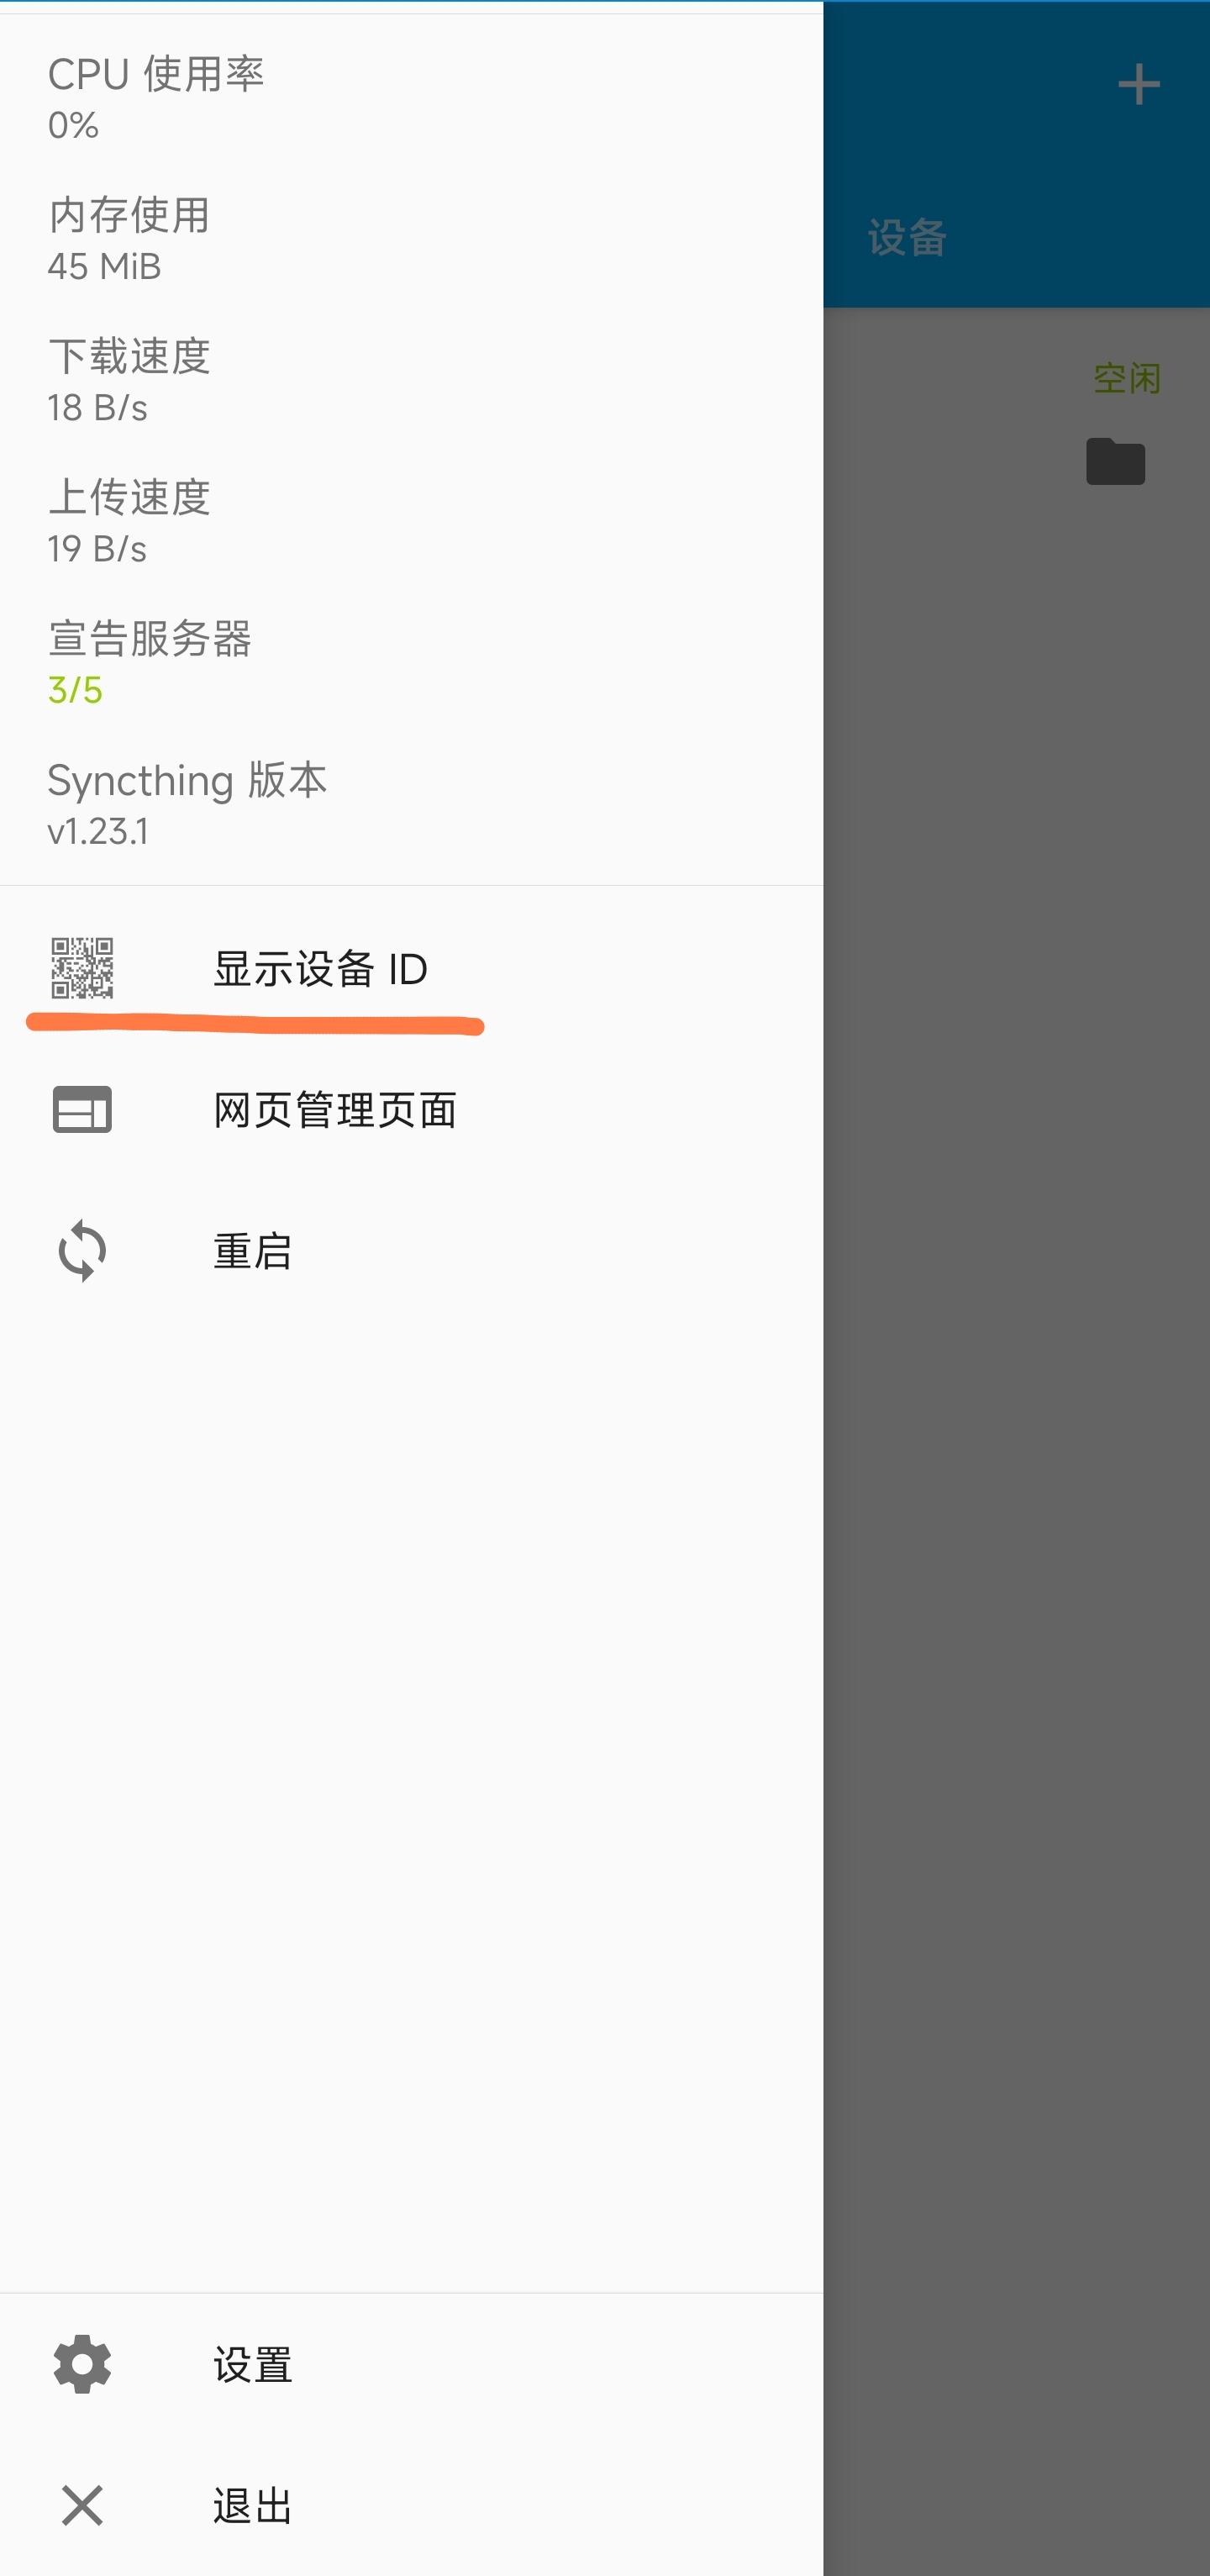 CPU 使用率
0%
内存使用
45 MiB
下载速度
18 B/s
上传速度
19 B/s
宣告服务器
3/5
Syncthing 版本
v1.23.1
显示设备 ID
网页管理页面
重启
设置
退出
设备
空闲